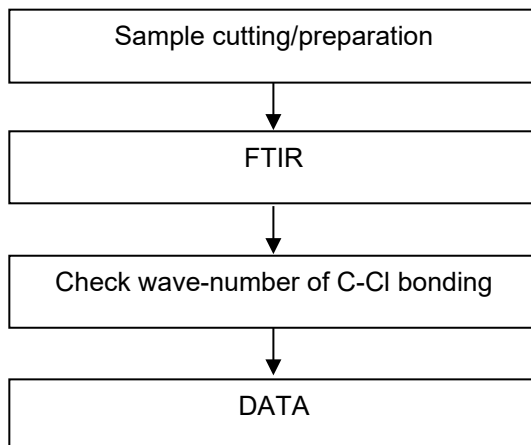 Sample cutting/preparation
FTIR
Check wave-number of C-Cl bonding
DATA